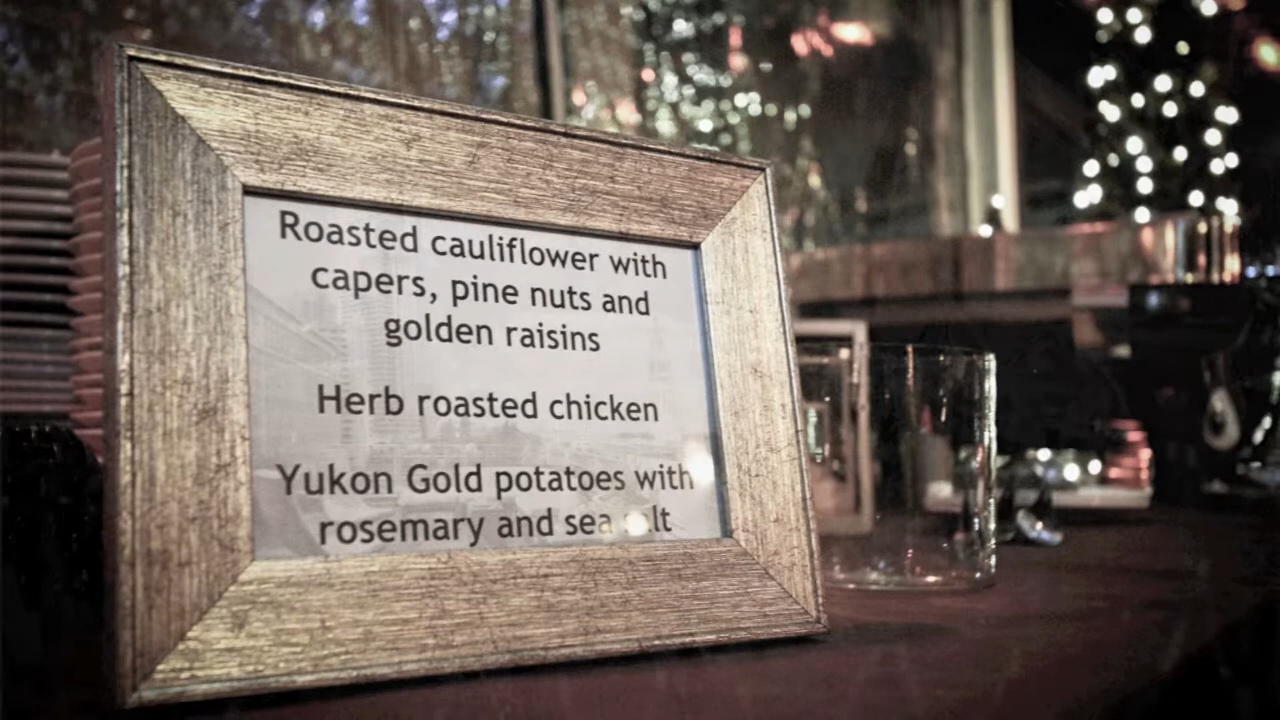 Roasted cauliflower with
capers, pine nuts and
golden raisins
Herb roasted chicken
Yukon Gold potatoes with
rosemary and sea